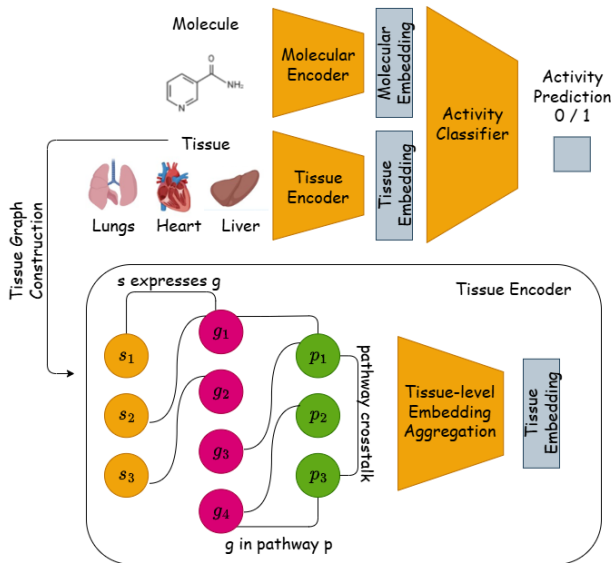 Molecule
O
NH₂
N
Molecular
Encoder
Molecular
Embedding
Activity
Classifier
Activity
Prediction
0 / 1
Tissue
Lungs
Heart
Liver
Tissue
Encoder
Tissue
Embedding
Tissue Graph
Construction
s expresses g
Tissue Encoder
s₁
s₂
s₃
g₁
g₂
g₃
g₄
p₁
p₂
p₃
pathway crosstalk
g in pathway p
Tissue-level
Embedding
Aggregation
Tissue
Embedding